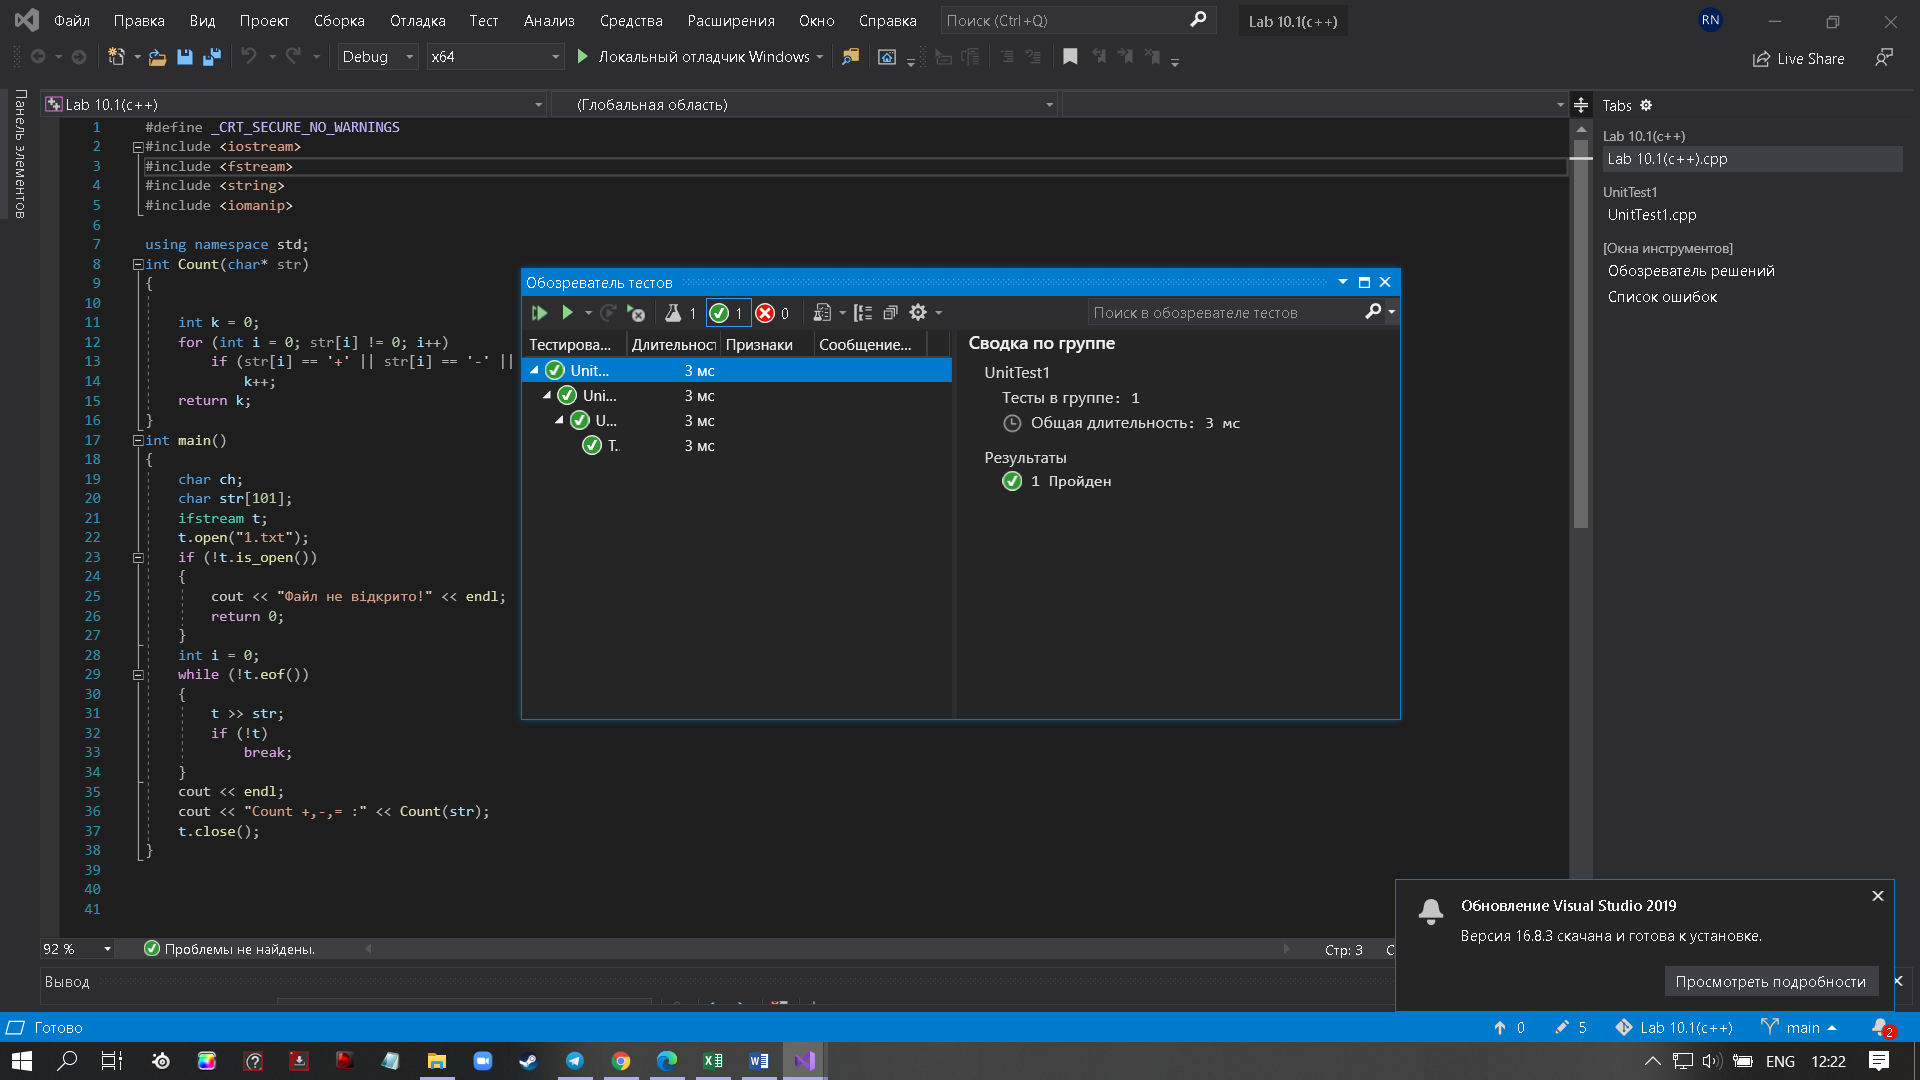 Файл Правка Вид Проект Сборка Отладка Тест Анализ Средства Расширения Окно Справка Поиск (Ctrl+Q) Lab 10.1(c++) RN
Debug x64 Локальный отладчик Windows Live Share
Панель элементов
Lab 10.1(c++) (Глобальная область)
1 #define _CRT_SECURE_NO_WARNINGS
2 #include <iostream>
3 #include <fstream>
4 #include <string>
5 #include <iomanip>
6
7 using namespace std;
8 int Count(char* str)
9 {
10
11 int k = 0;
12 for (int i = 0; str[i] != 0; i++)
13 if (str[i] == '+' || str[i] == '-' ||
14 k++;
15 return k;
16 }
17 int main()
18 {
19 char ch;
20 char str[101];
21 ifstream t;
22 t.open("1.txt");
23 if (!t.is_open())
24 {
25 cout << "Файл не відкрито!" << endl;
26 return 0;
27 }
28 int i = 0;
29 while (!t.eof())
30 {
31 t >> str;
32 if (!t)
33 break;
34 }
35 cout << endl;
36 cout << "Count +,-,= :" << Count(str);
37 t.close();
38 }
39
40
41
Обозреватель тестов
1 1 0 Поиск в обозревателе тестов
Тестирова... Длительност Признаки Сообщение...
Unit... 3 мс
Uni... 3 мс
U... 3 мс
T.. 3 мс
Сводка по группе
UnitTest1
Тесты в группе: 1
Общая длительность: 3 мс
Результаты
1 Пройден
Tabs
Lab 10.1(c++)
Lab 10.1(c++).cpp
UnitTest1
UnitTest1.cpp
[Окна инструментов]
Обозреватель решений
Список ошибок
92 % Проблемы не найдены. Стр: 3 С
Вывод
Обновление Visual Studio 2019
Версия 16.8.3 скачана и готова к установке.
Просмотреть подробности
Готово 0 5 Lab 10.1(c++) main 2
ENG 12:22